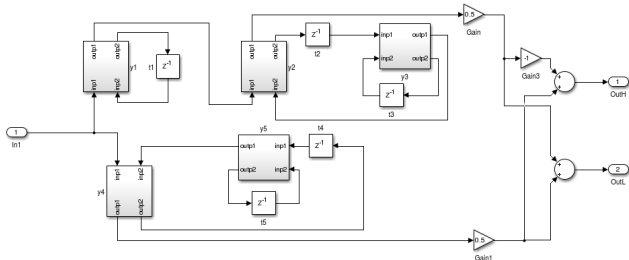 0.5
Gain
outp1
outp2
inp1
inp2
y1
z-1
t1
outp1
outp2
inp1
inp2
y2
z-1
t2
inp1
outp1
inp2
outp2
y3
z-1
t3
-1
Gain3
+
+
1
OutH
1
In1
y5
outp1
inp1
outp2
inp2
t4
z-1
z-1
t5
inp1
inp2
outp1
outp2
y4
+
+
2
OutL
0.5
Gain1